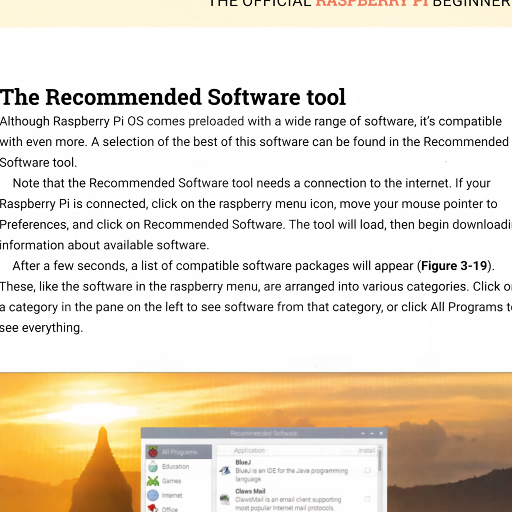 THE OFFICIAL RASPBERRY PI BEGINNER
The Recommended Software tool
Although Raspberry Pi OS comes preloaded with a wide range of software, it's compatible
with even more. A selection of the best of this software can be found in the Recommended
Software tool.
Note that the Recommended Software tool needs a connection to the internet. If your
Raspberry Pi is connected, click on the raspberry menu icon, move your mouse pointer to
Preferences, and click on Recommended Software. The tool will load, then begin downloadi
information about available software.
After a few seconds, a list of compatible software packages will appear (Figure 3-19).
These, like the software in the raspberry menu, are arranged into various categories. Click o
a category in the pane on the left to see software from that category, or click All Programs t
see everything.
Recommended Software
All Programs
Application
Install
Education
BlueJ
BlueJ is an IDE for the Java programming
language
Games
Internet
Claws Mail
ClawsMail is an email client supporting
most popular Internet mail protocols.
Office